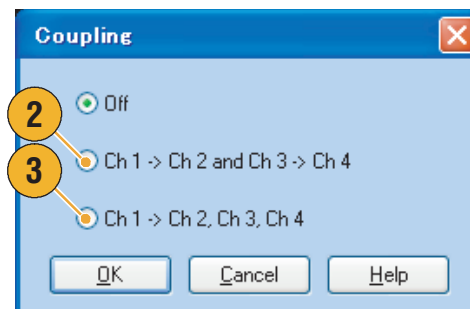 Coupling
Off
2
Ch 1 -> Ch 2 and Ch 3 -> Ch 4
3
Ch 1 -> Ch 2, Ch 3, Ch 4
OK Cancel Help